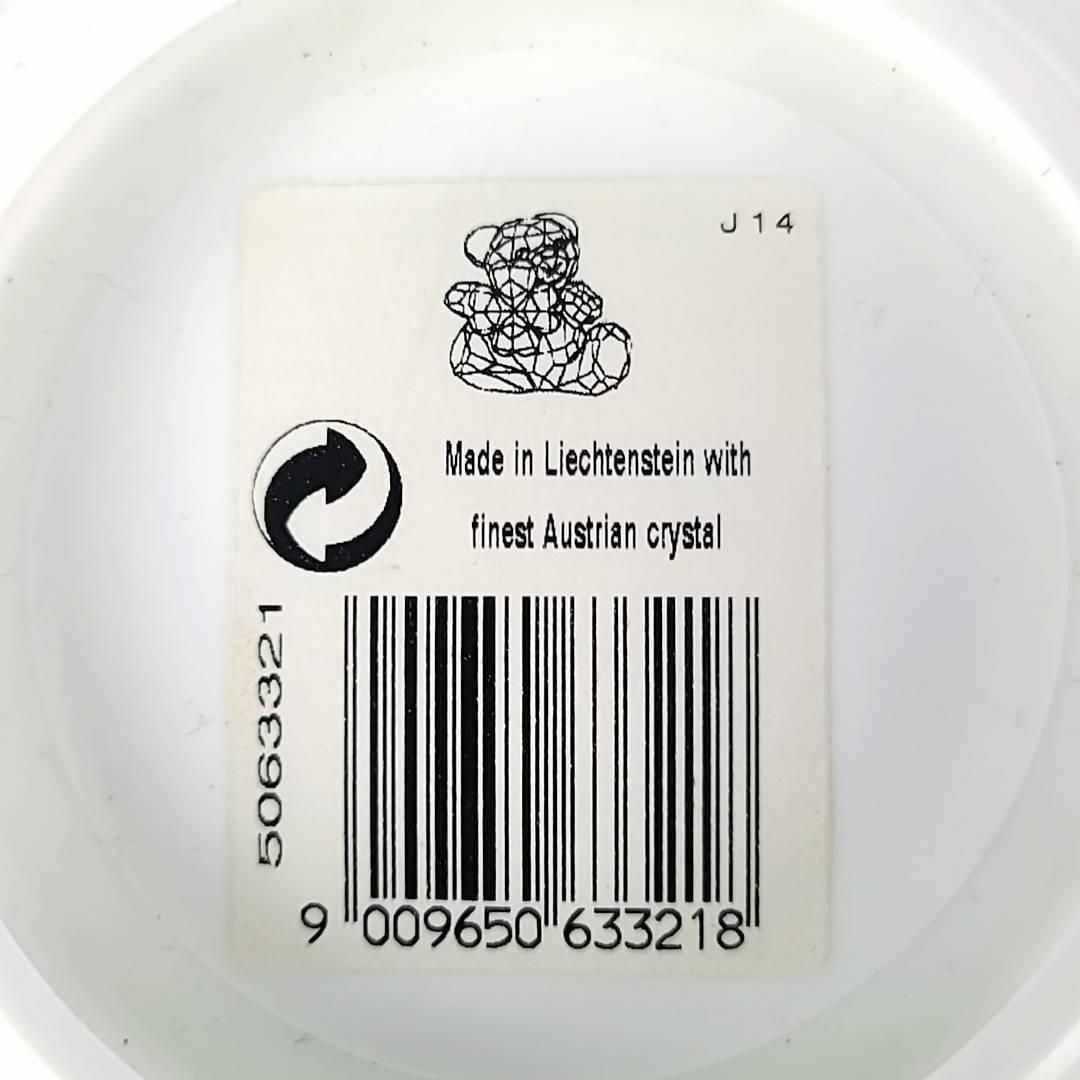 J 14
Made in Liechtenstein with
finest Austrian crystal
5063321
9 009650 633218